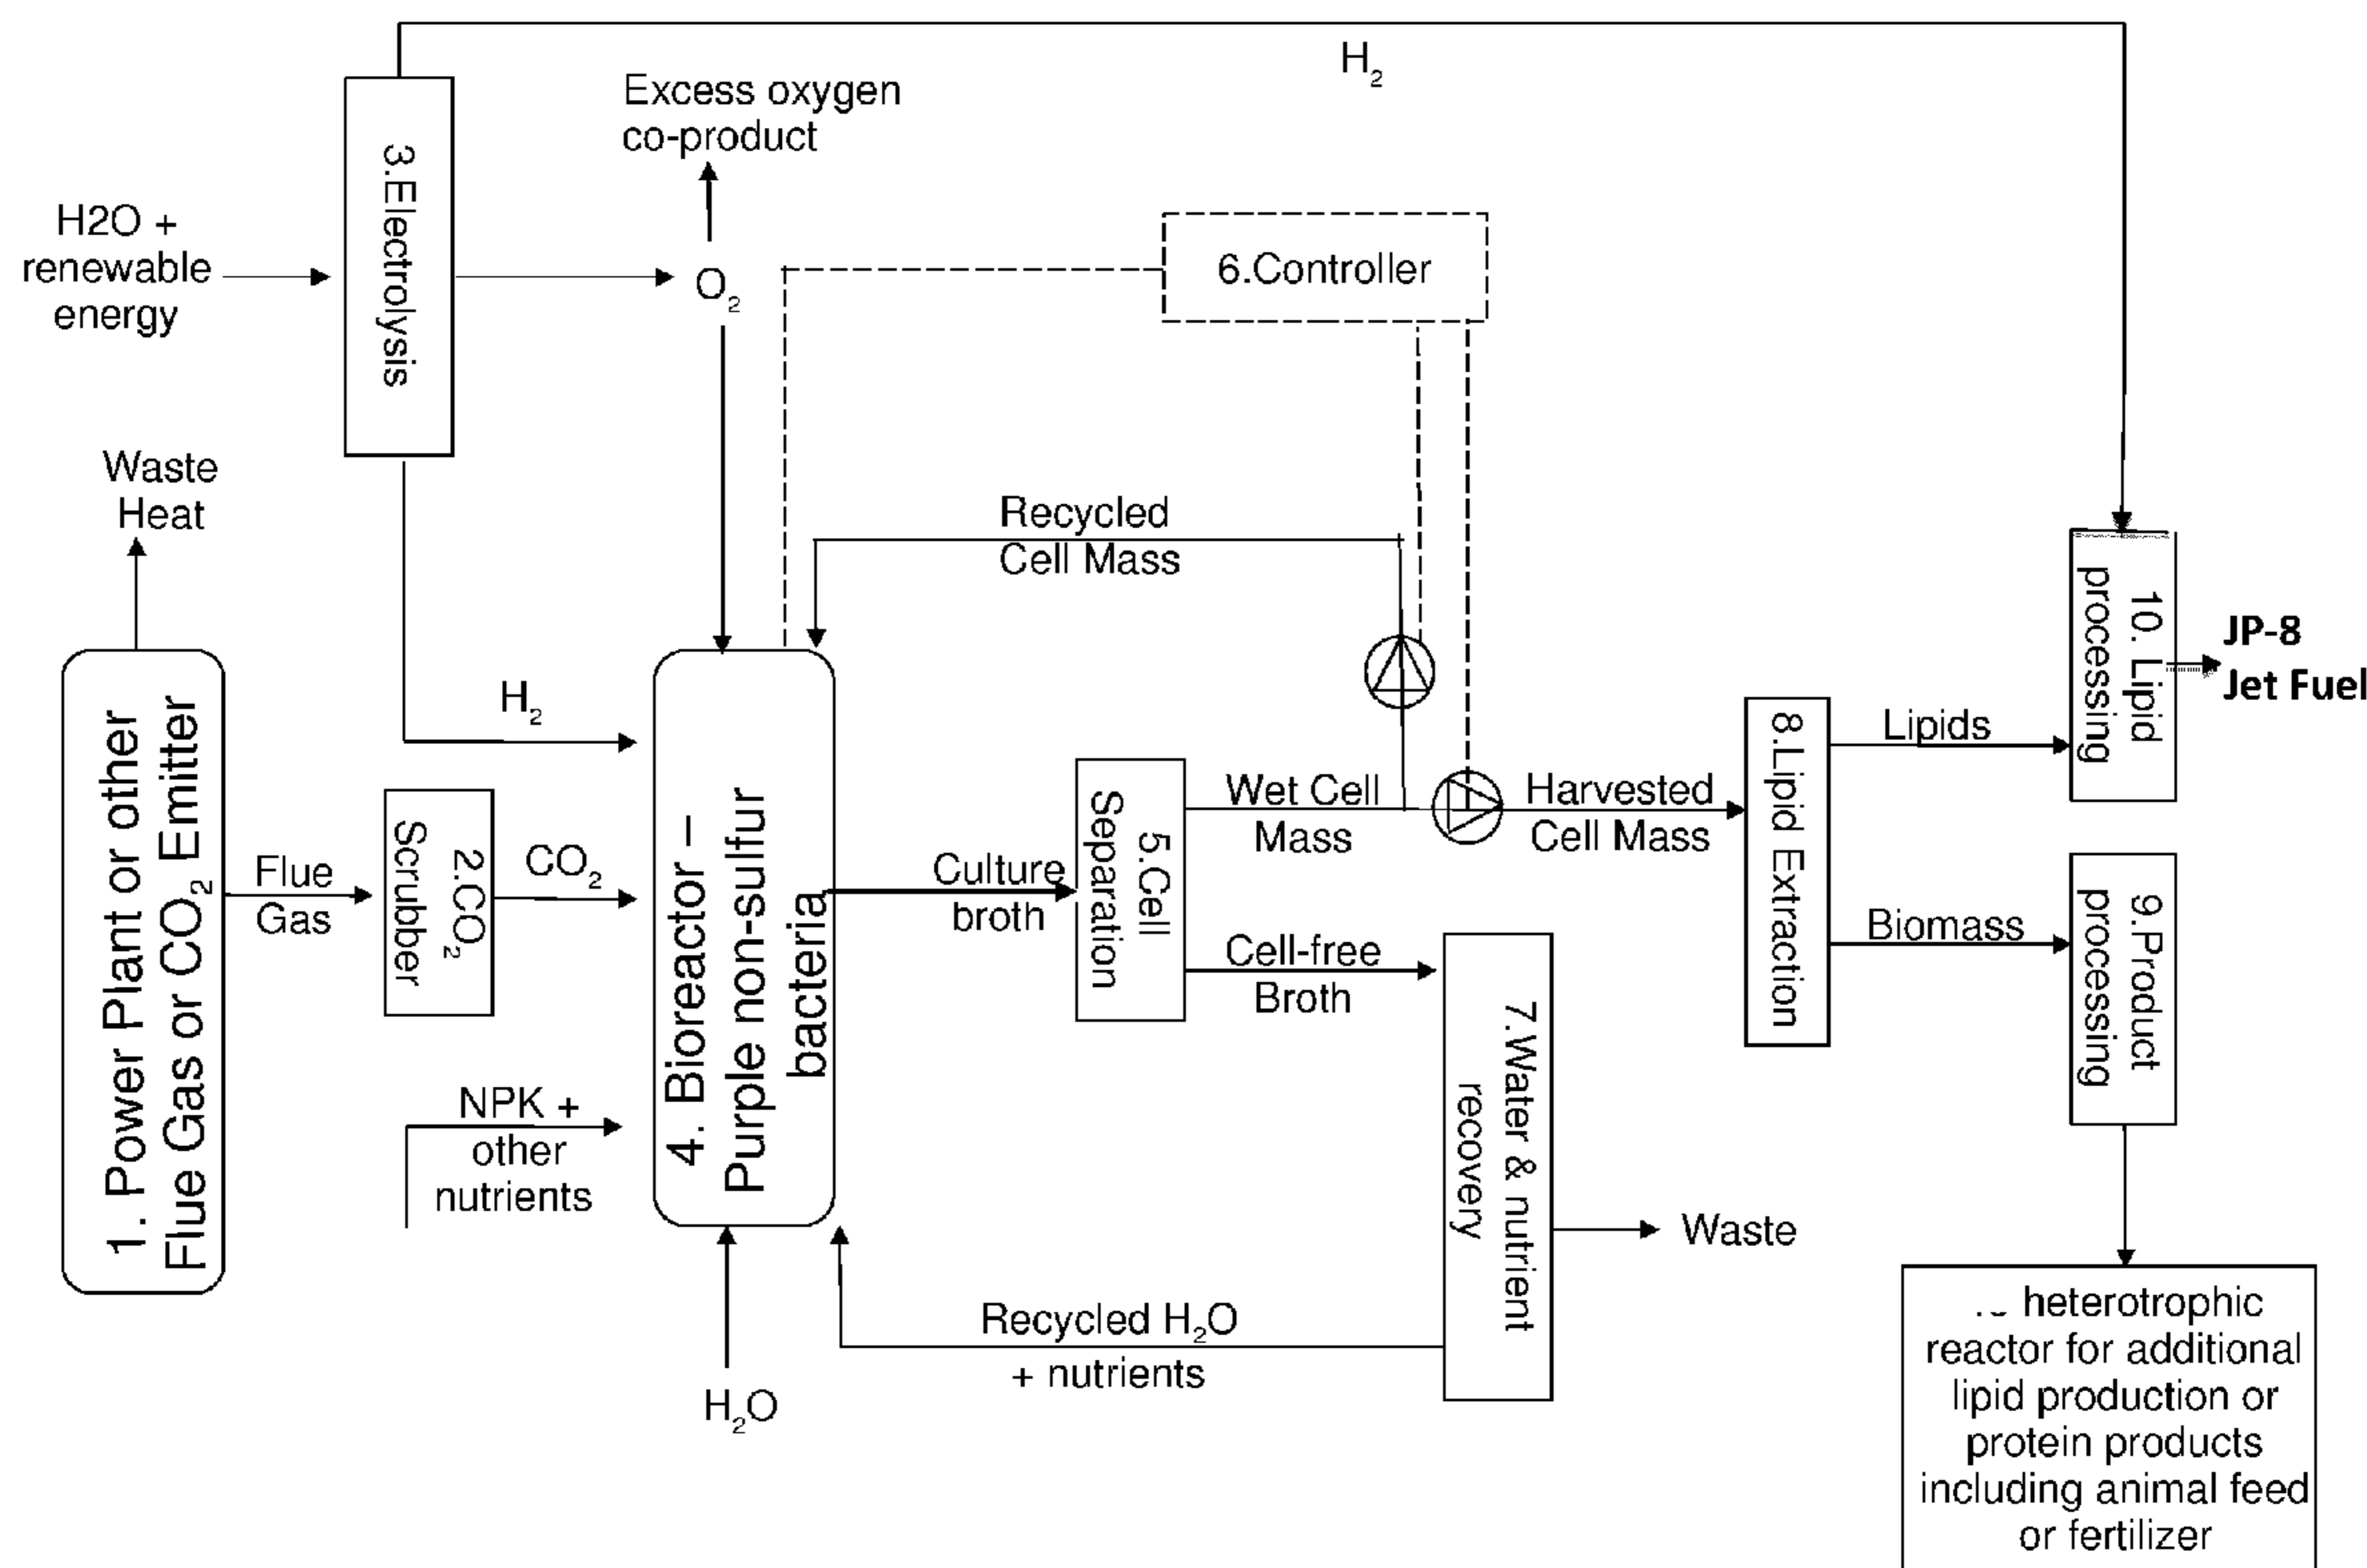 H₂
Excess oxygen
co-product
3.Electrolysis
H2O +
renewable
energy
O₂
6.Controller
Waste
Heat
Recycled
Cell Mass
10. Lipid
processing
JP-8
Jet Fuel
H₂
1. Power Plant or other
Flue Gas or CO₂ Emitter
Flue
Gas
2.CO₂
Scrubber
CO₂
4. Bioreactor –
Purple non-sulfur
bacteria
Culture
broth
5.Cell
Separation
Wet Cell
Mass
Harvested
Cell Mass
8.Lipid Extraction
Lipids
Biomass
9.Product
processing
Cell-free
Broth
7.Water & nutrient
recovery
NPK +
other
nutrients
Waste
Recycled H₂O
+ nutrients
H₂O
heterotrophic
reactor for additional
lipid production or
protein products
including animal feed
or fertilizer